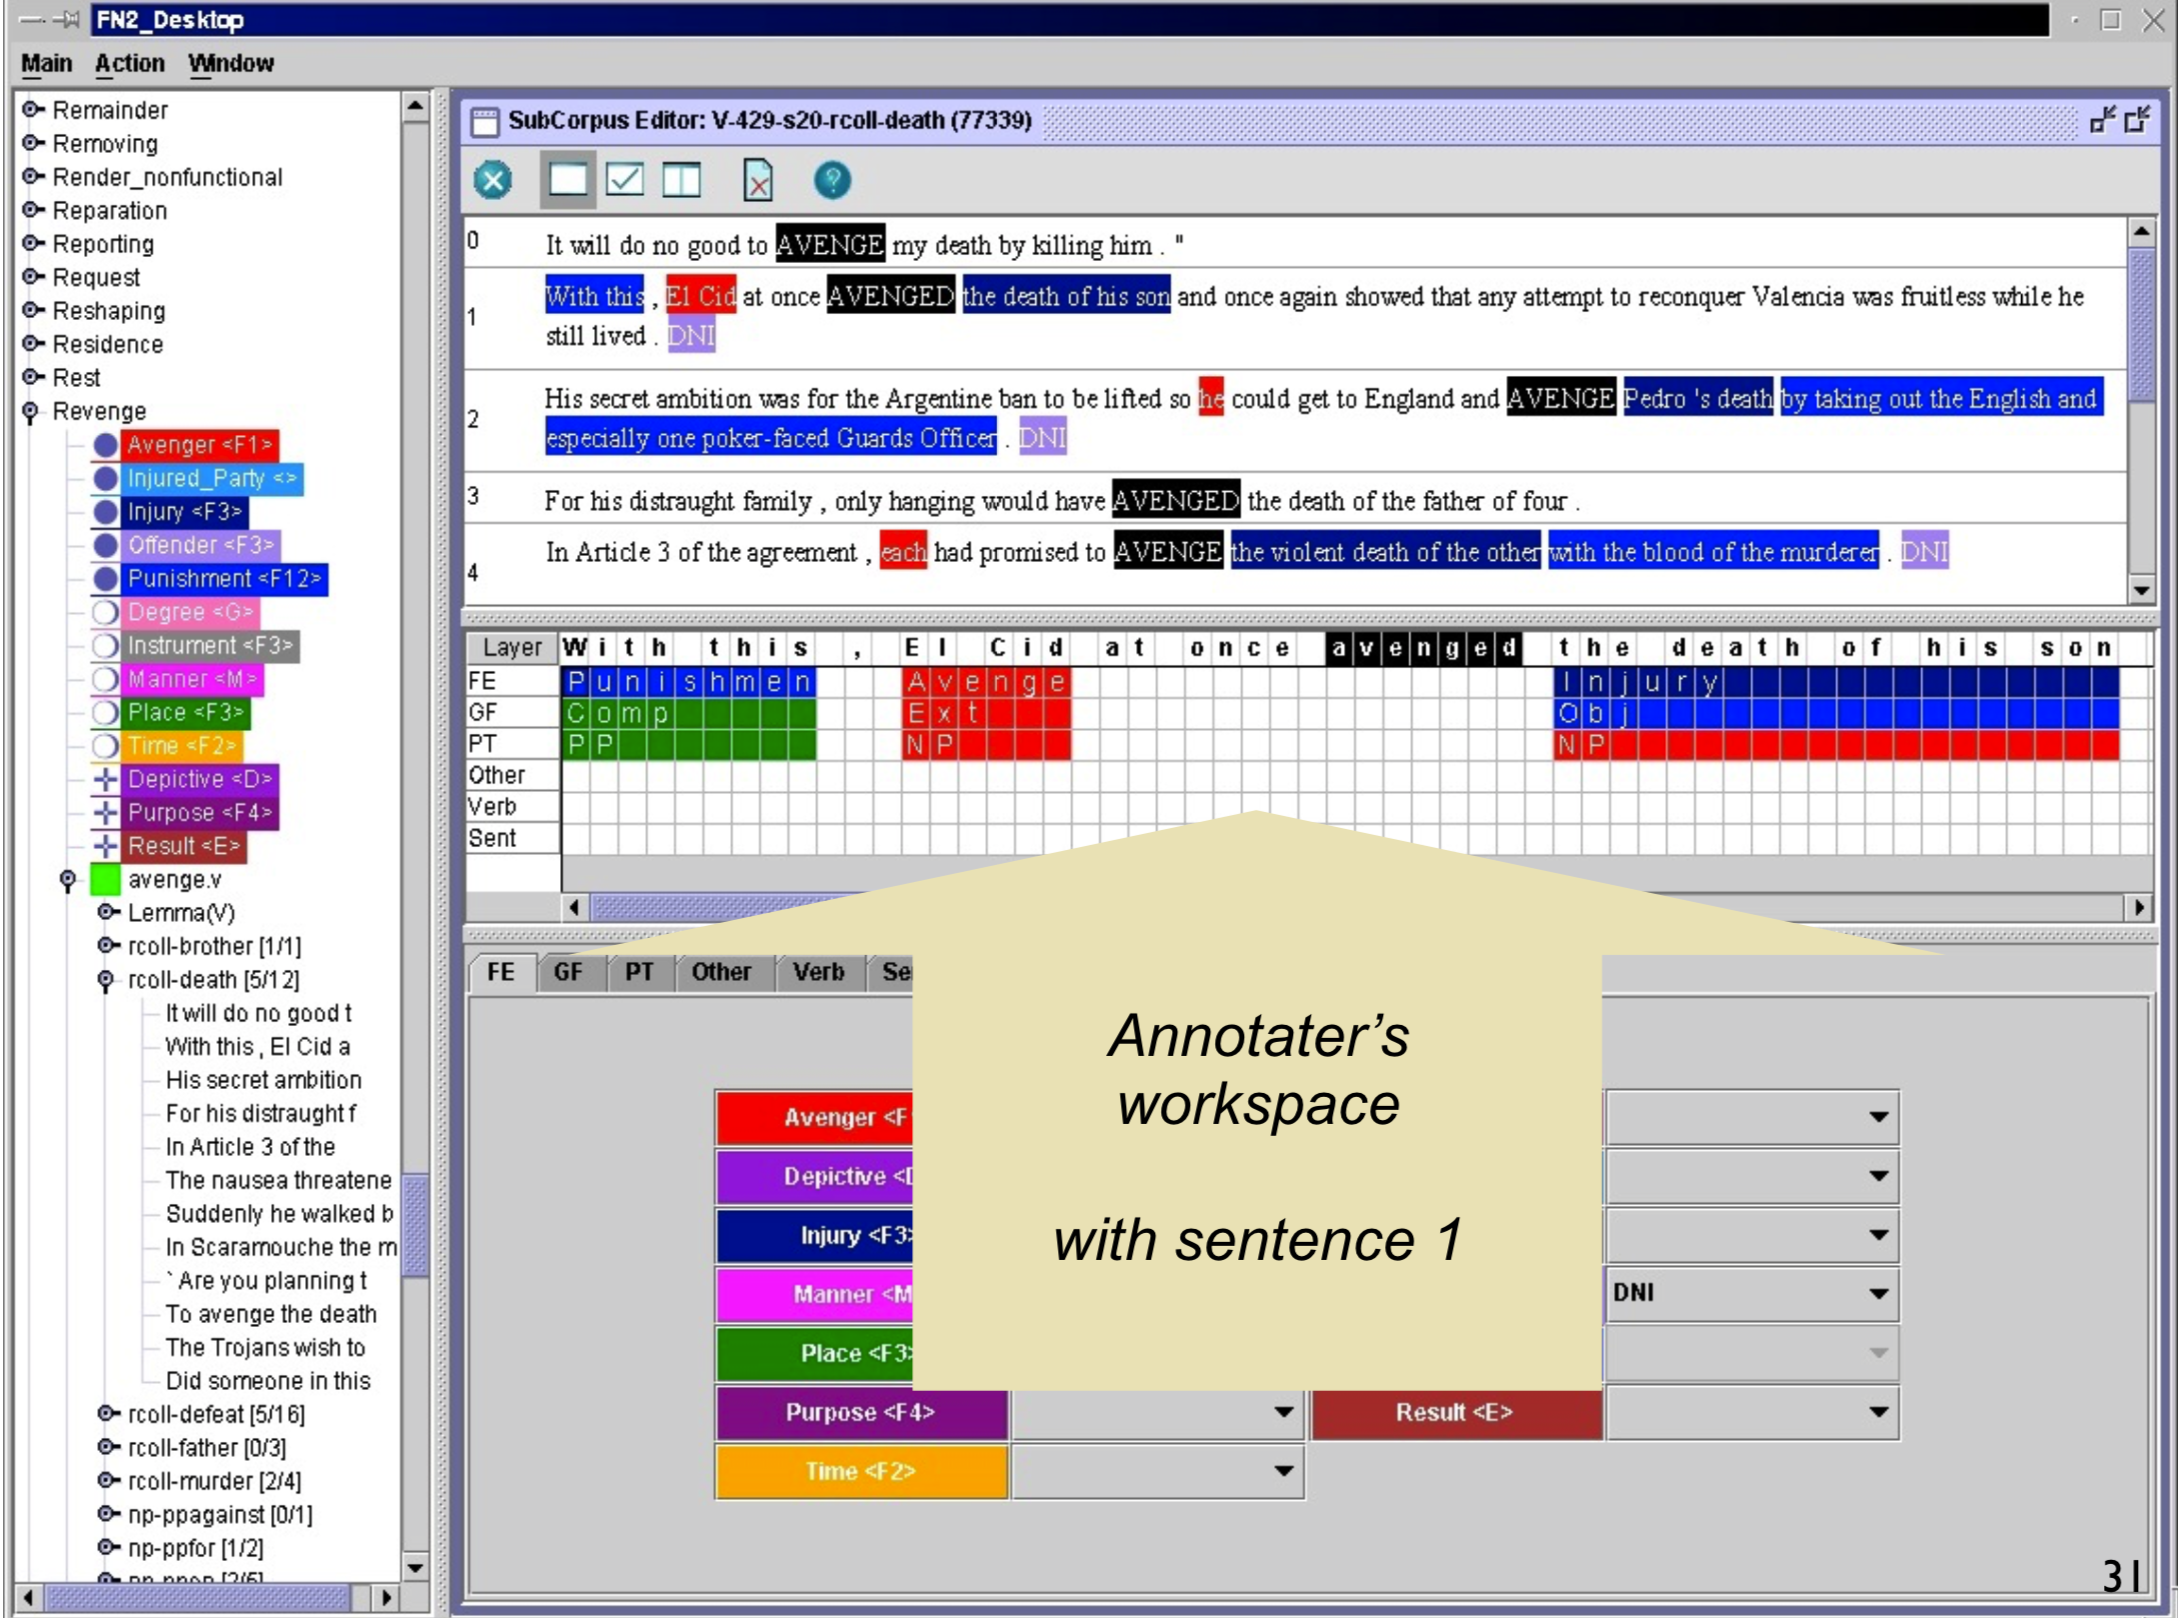 FN2_Desktop
Main Action Window
Remainder
Removing
Render_nonfunctional
Reparation
Reporting
Request
Reshaping
Residence
Rest
Revenge
Avenger <F1>
Injured_Party <>
Injury <F3>
Offender <F3>
Punishment <F12>
Degree <G>
Instrument <F3>
Manner <M>
Place <F3>
Time <F2>
Depictive <D>
Purpose <F4>
Result <E>
avenge.v
Lemma(V)
rcoll-brother [1/1]
rcoll-death [5/12]
It will do no good t
With this , El Cid a
His secret ambition
For his distraught f
In Article 3 of the
The nausea threatene
Suddenly he walked b
In Scaramouche the m
` Are you planning t
To avenge the death
The Trojans wish to
Did someone in this
rcoll-defeat [5/16]
rcoll-father [0/3]
rcoll-murder [2/4]
np-ppagainst [0/1]
np-ppfor [1/2]
SubCorpus Editor: V-429-s20-rcoll-death (77339)
0 It will do no good to AVENGE my death by killing him . "
1 With this , El Cid at once AVENGED the death of his son and once again showed that any attempt to reconquer Valencia was fruitless while he
still lived . DNI
2 His secret ambition was for the Argentine ban to be lifted so he could get to England and AVENGE Pedro 's death by taking out the English and
especially one poker-faced Guards Officer . DNI
3 For his distraught family , only hanging would have AVENGED the death of the father of four .
4 In Article 3 of the agreement , each had promised to AVENGE the violent death of the other with the blood of the murderer . DNI
Layer With this , El Cid at once avenged the death of his son
FE Punishmen Avenge Injury
GF Comp Ext Obj
PT PP NP NP
Other
Verb
Sent
FE GF PT Other Verb Se
Annotater’s
workspace
with sentence 1
Avenger <F
Depictive <D
Injury <F3>
Manner <M
DNI
Place <F3>
Purpose <F4> Result <E>
Time <F2>
31